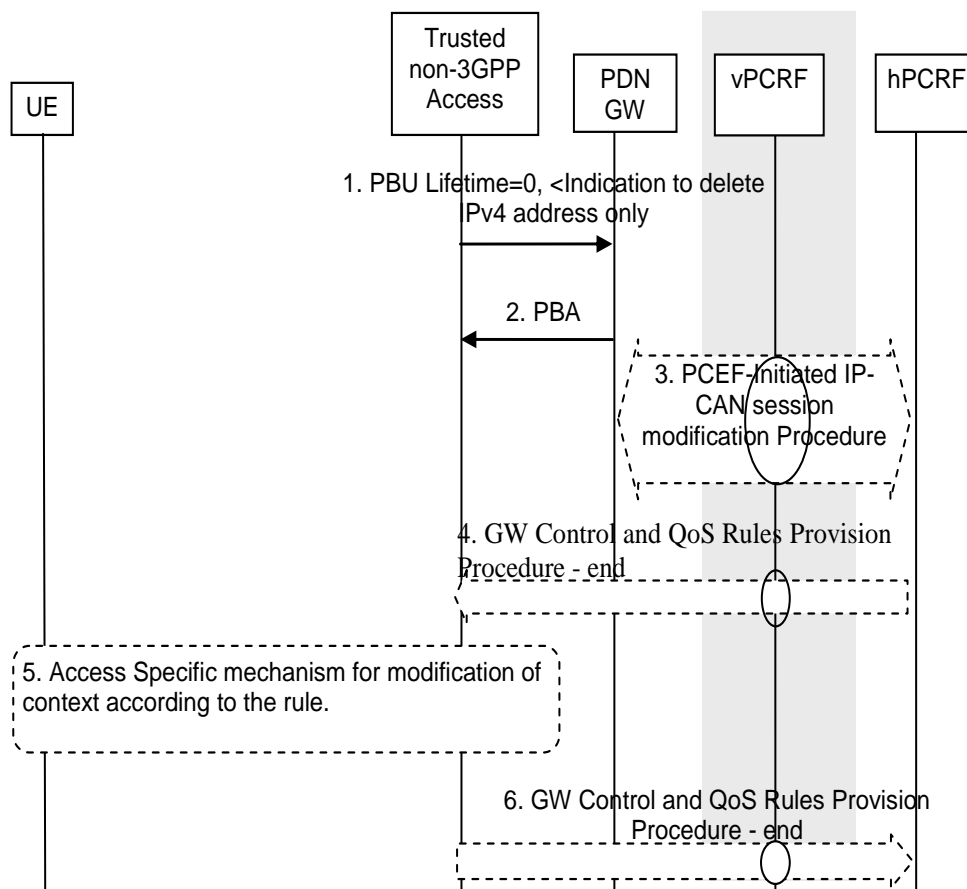 UE
Trusted
non-3GPP
Access
PDN
GW
vPCRF
hPCRF
1. PBU Lifetime=0, <Indication to delete
IPv4 address only
2. PBA
3. PCEF-Initiated IP-
CAN session
modification Procedure
4. GW Control and QoS Rules Provision
Procedure - end
5. Access Specific mechanism for modification of
context according to the rule.
6. GW Control and QoS Rules Provision
Procedure - end